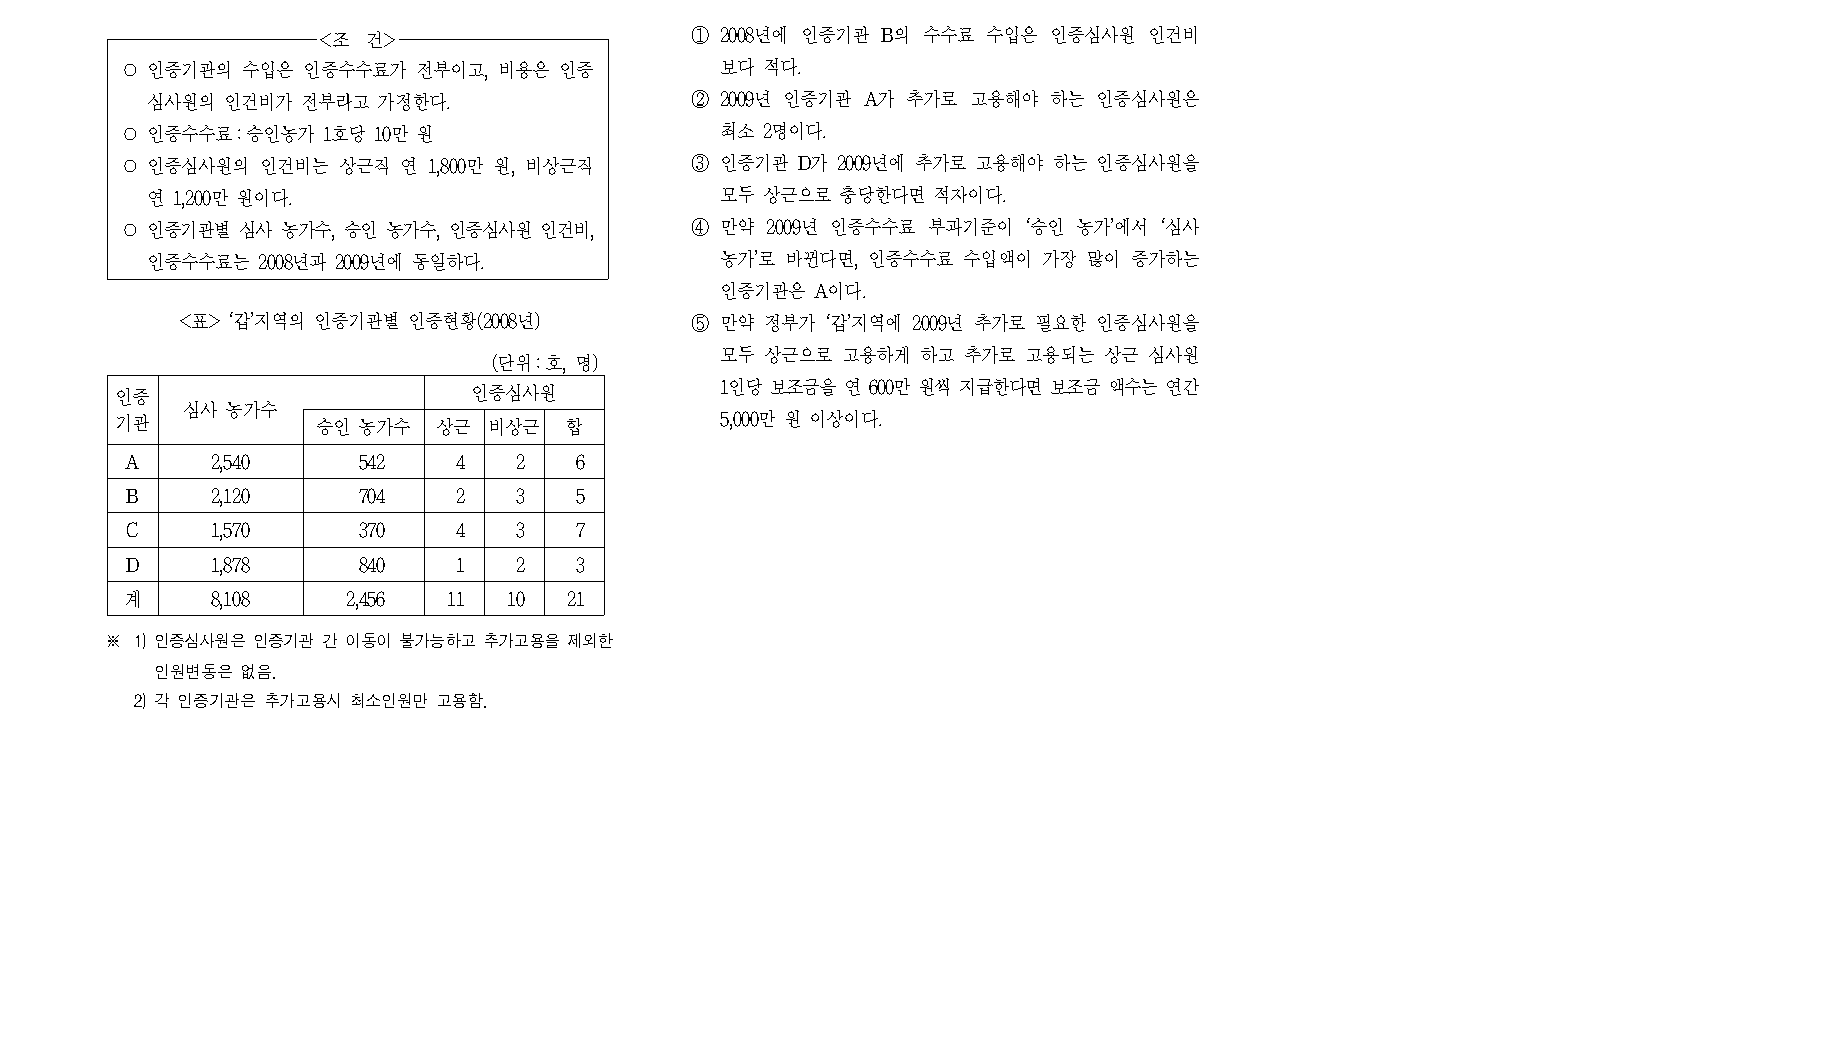 <조 건>
○ 인증기관의 수입은 인증수수료가 전부이고, 비용은 인증
심사원의 인건비가 전부라고 가정한다.
○ 인증수수료 : 승인농가 1호당 10만 원
○ 인증심사원의 인건비는 상근직 연 1,800만 원, 비상근직
연 1,200만 원이다.
○ 인증기관별 심사 농가수, 승인 농가수, 인증심사원 인건비,
인증수수료는 2008년과 2009년에 동일하다.
<표> ‘갑’지역의 인증기관별 인증현황(2008년)
(단위 : 호, 명)
인증
기관
심사 농가수
승인 농가수
인증심사원
상근 비상근 합
A 2,540 542 4 2 6
B 2,120 704 2 3 5
C 1,570 370 4 3 7
D 1,878 840 1 2 3
계 8,108 2,456 11 10 21
※ 1) 인증심사원은 인증기관 간 이동이 불가능하고 추가고용을 제외한
인원변동은 없음.
2) 각 인증기관은 추가고용시 최소인원만 고용함.
① 2008년에 인증기관 B의 수수료 수입은 인증심사원 인건비
보다 적다.
② 2009년 인증기관 A가 추가로 고용해야 하는 인증심사원은
최소 2명이다.
③ 인증기관 D가 2009년에 추가로 고용해야 하는 인증심사원을
모두 상근으로 충당한다면 적자이다.
④ 만약 2009년 인증수수료 부과기준이 ‘승인 농가’에서 ‘심사
농가’로 바뀐다면, 인증수수료 수입액이 가장 많이 증가하는
인증기관은 A이다.
⑤ 만약 정부가 ‘갑’지역에 2009년 추가로 필요한 인증심사원을
모두 상근으로 고용하게 하고 추가로 고용되는 상근 심사원
1인당 보조금을 연 600만 원씩 지급한다면 보조금 액수는 연간
5,000만 원 이상이다.